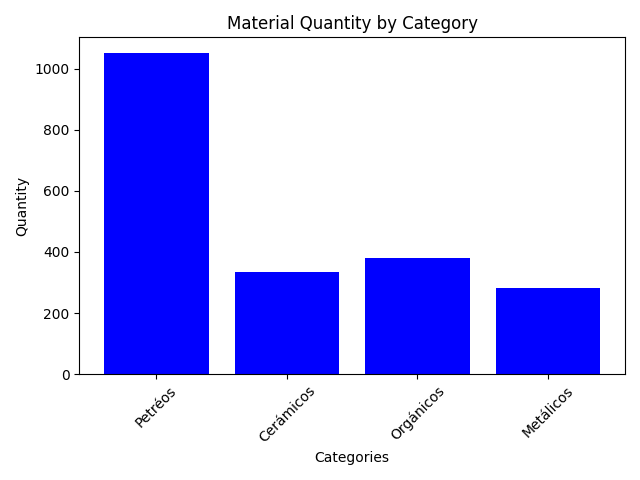 Material Quantity by Category
1000
800
600
400
200
0
Quantity
Petréos
Cerámicos
Orgánicos
Metálicos
Categories